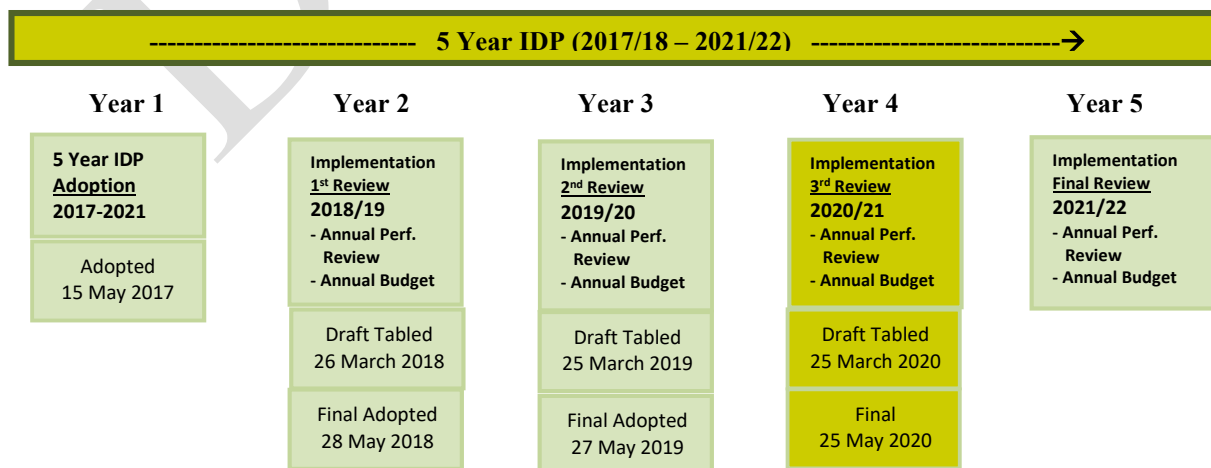 ----------------------------- 5 Year IDP (2017/18 – 2021/22) ---------------------------→
Year 1
5 Year IDP
Adoption
2017-2021
Adopted
15 May 2017
Year 2
Implementation
1st Review
2018/19
- Annual Perf.
Review
- Annual Budget
Draft Tabled
26 March 2018
Final Adopted
28 May 2018
Year 3
Implementation
2nd Review
2019/20
- Annual Perf.
Review
- Annual Budget
Draft Tabled
25 March 2019
Final Adopted
27 May 2019
Year 4
Implementation
3rd Review
2020/21
- Annual Perf.
Review
- Annual Budget
Draft Tabled
25 March 2020
Final
25 May 2020
Year 5
Implementation
Final Review
2021/22
- Annual Perf.
Review
- Annual Budget